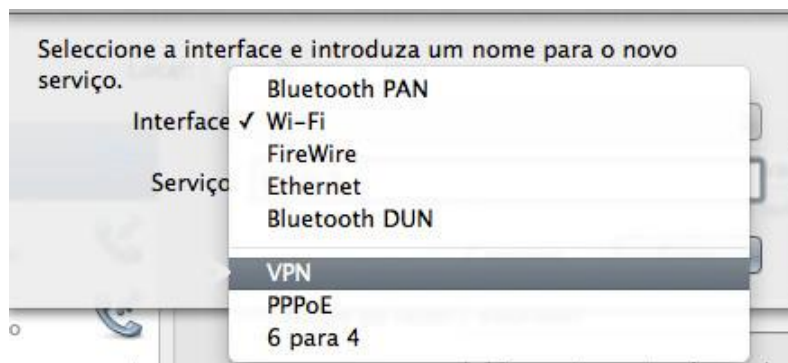 Seleccione a interface e introduza um nome para o novo
serviço.
Bluetooth PAN
Interface ✓ Wi-Fi
FireWire
Serviço Ethernet
Bluetooth DUN
VPN
PPPoE
6 para 4